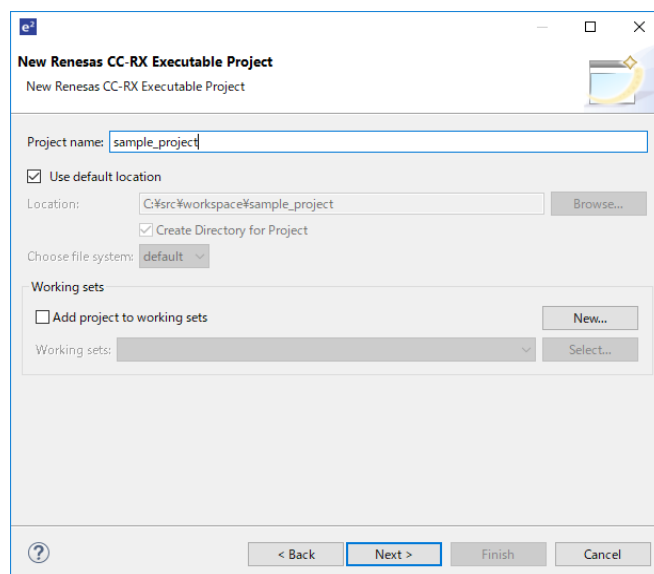 e²
New Renesas CC-RX Executable Project
New Renesas CC-RX Executable Project
Project name: sample_project
Use default location
Location: C:¥src¥workspace¥sample_project Browse...
Create Directory for Project
Choose file system: default
Working sets
Add project to working sets New...
Working sets: Select...
? < Back Next > Finish Cancel